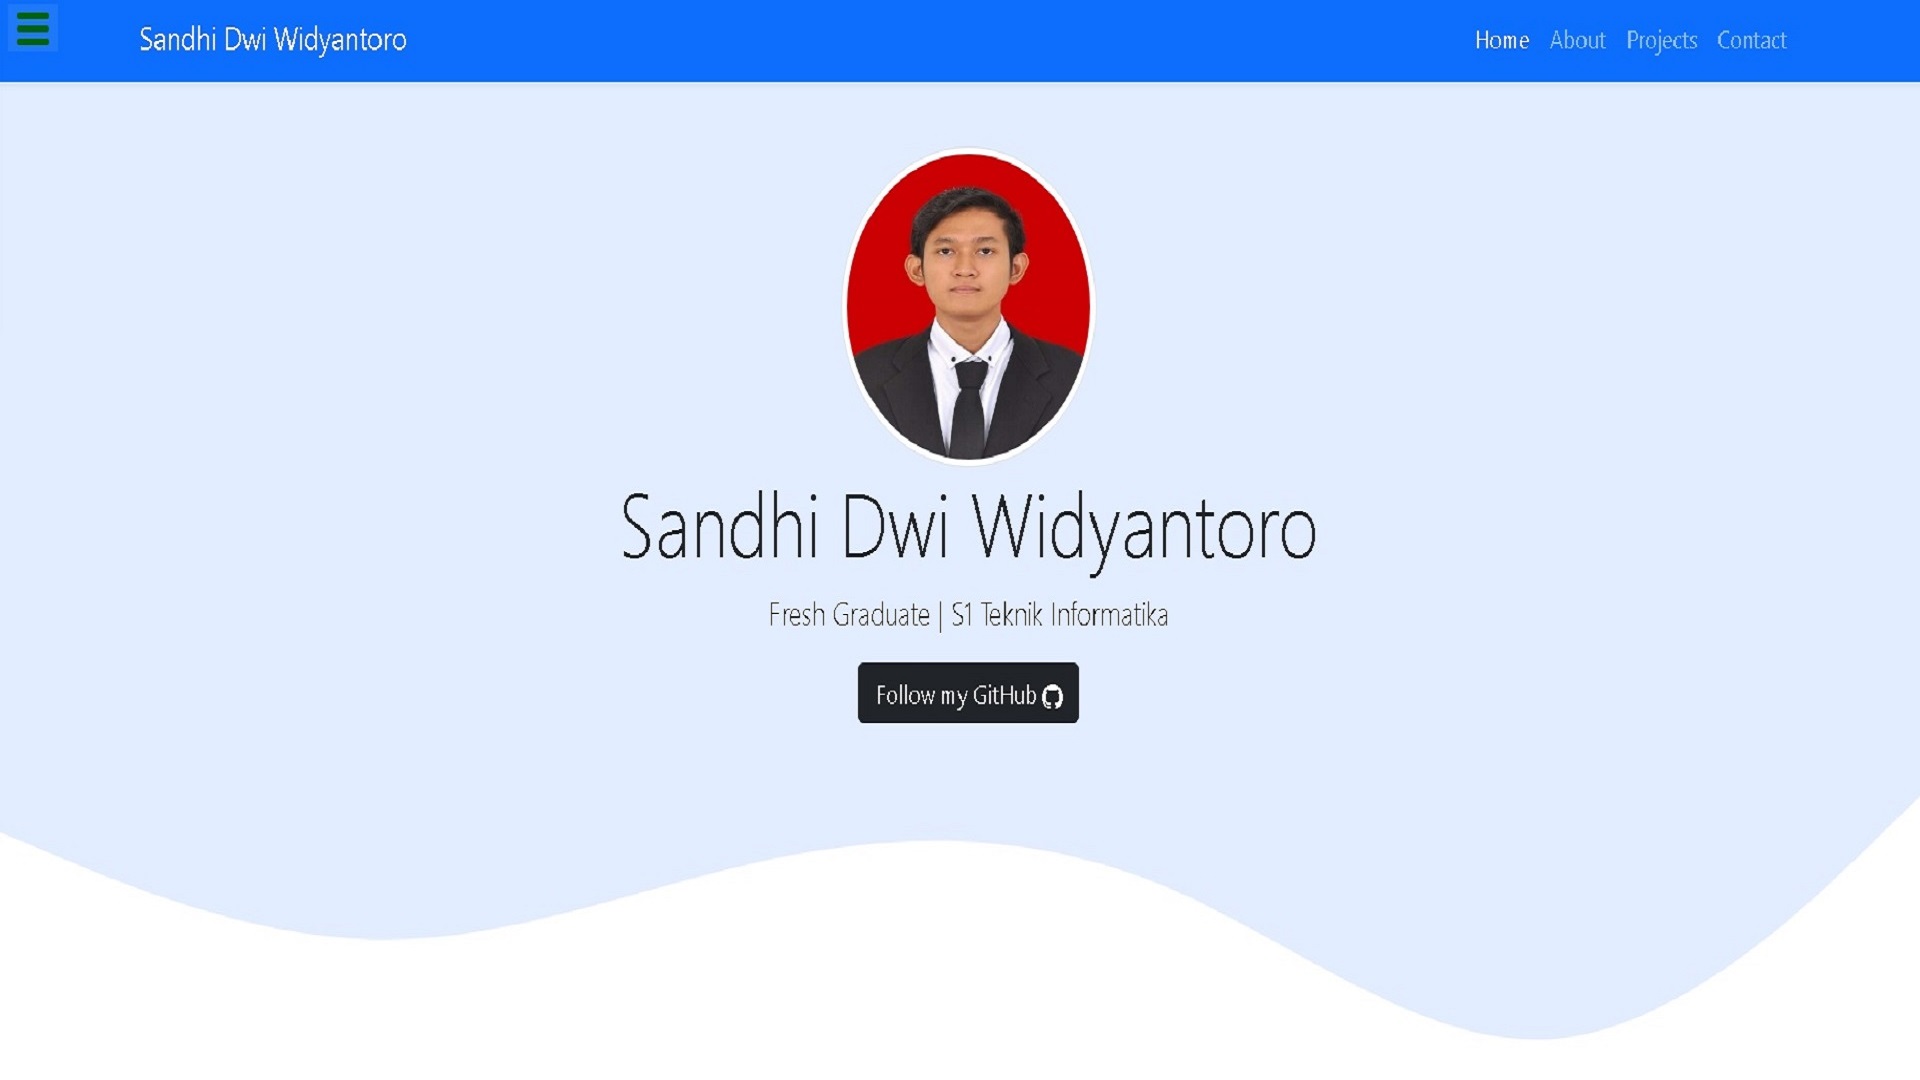 Sandhi Dwi Widyantoro
Home About Projects Contact
Sandhi Dwi Widyantoro
Fresh Graduate | S1 Teknik Informatika
Follow my GitHub